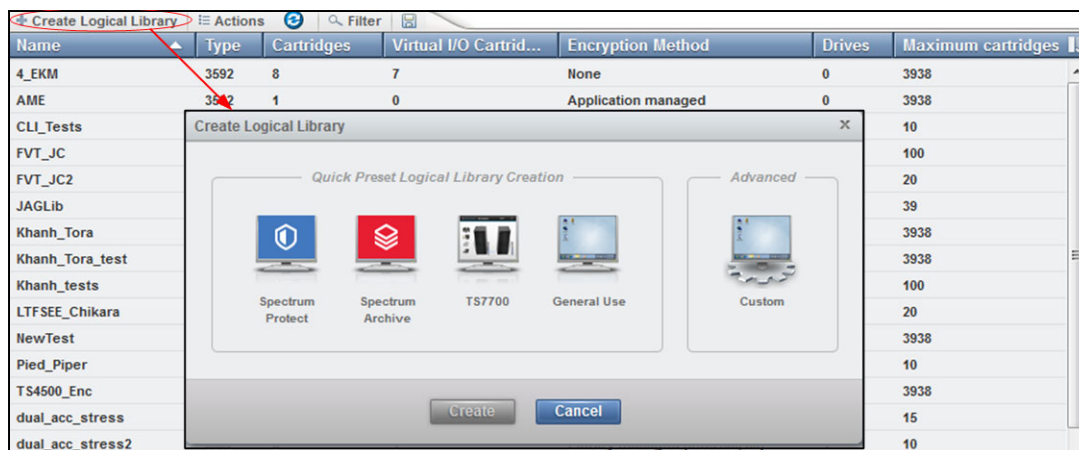 Create Logical Library Actions Filter
Name Type Cartridges Virtual I/O Cartrid... Encryption Method Drives Maximum cartridges
4_EKM 3592 8 7 None 0 3938
AME 3592 1 0 Application managed 0 3938
CLI_Tests 10
Create Logical Library x
FVT_JC 100
FVT_JC2 20
Quick Preset Logical Library Creation Advanced
JAGLib 39
Khanh_Tora 3938
Khanh_Tora_test 3938
Khanh_tests 100
Spectrum Protect
Spectrum Archive
TS7700
General Use
Custom
LTFSEE_Chikara 20
NewTest 3938
Pied_Piper 10
TS4500_Enc 3938
Create Cancel
dual_acc_stress 15
dual_acc_stress2 10